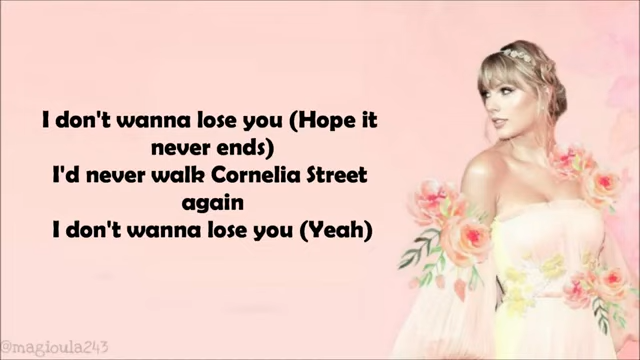 I don't wanna lose you (Hope it
never ends)
I'd never walk Cornelia Street
again
I don't wanna lose you (Yeah)
@magioula243